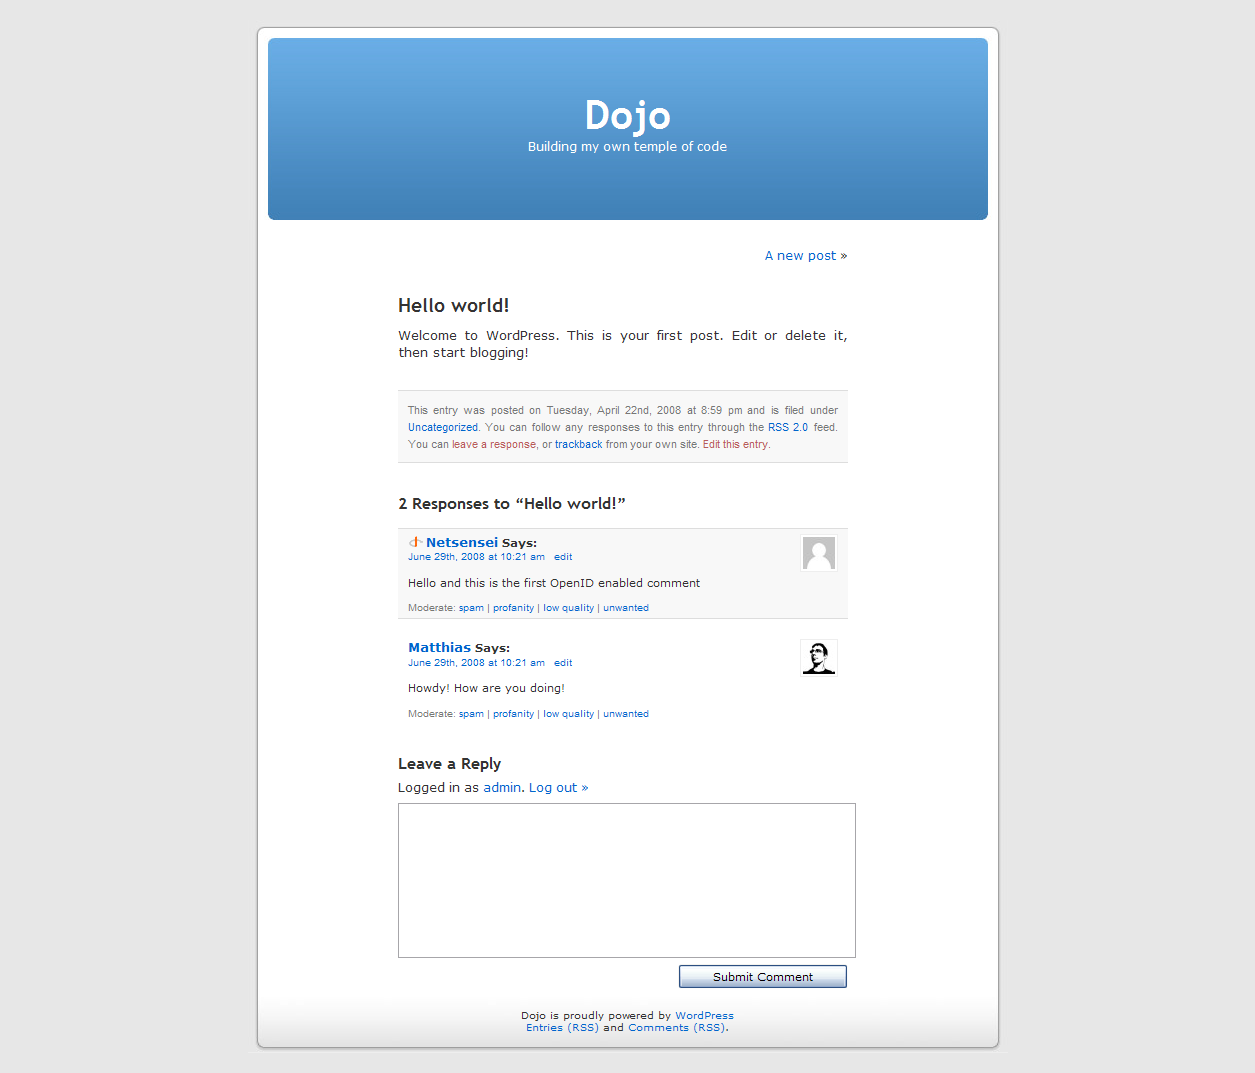 Dojo
Building my own temple of code
A new post »
Hello world!
Welcome to WordPress. This is your first post. Edit or delete it,
then start blogging!
This entry was posted on Tuesday, April 22nd, 2008 at 8:59 pm and is filed under
Uncategorized. You can follow any responses to this entry through the RSS 2.0 feed.
You can leave a response, or trackback from your own site. Edit this entry.
2 Responses to “Hello world!”
Netsensei Says:
June 29th, 2008 at 10:21 am edit
Hello and this is the first OpenID enabled comment
Moderate: spam | profanity | low quality | unwanted
Matthias Says:
June 29th, 2008 at 10:21 am edit
Howdy! How are you doing!
Moderate: spam | profanity | low quality | unwanted
Leave a Reply
Logged in as admin. Log out »
Submit Comment
Dojo is proudly powered by WordPress
Entries (RSS) and Comments (RSS).